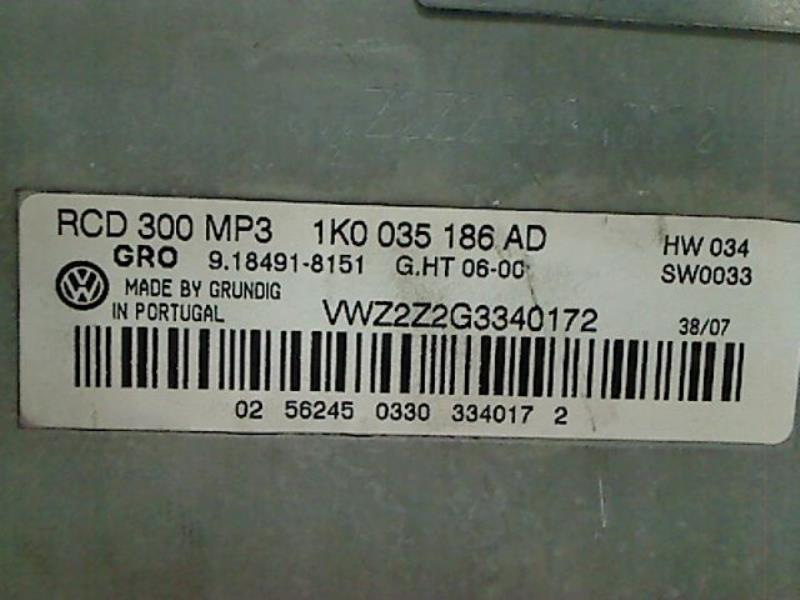 RCD 300 MP3 1K0 035 186 AD HW 034
GRO 9.18491-8151 G.HT 06-00 SW0033
MADE BY GRUNDIG
IN PORTUGAL VWZ2Z2G3340172 38/07
02 56245 0330 334017 2